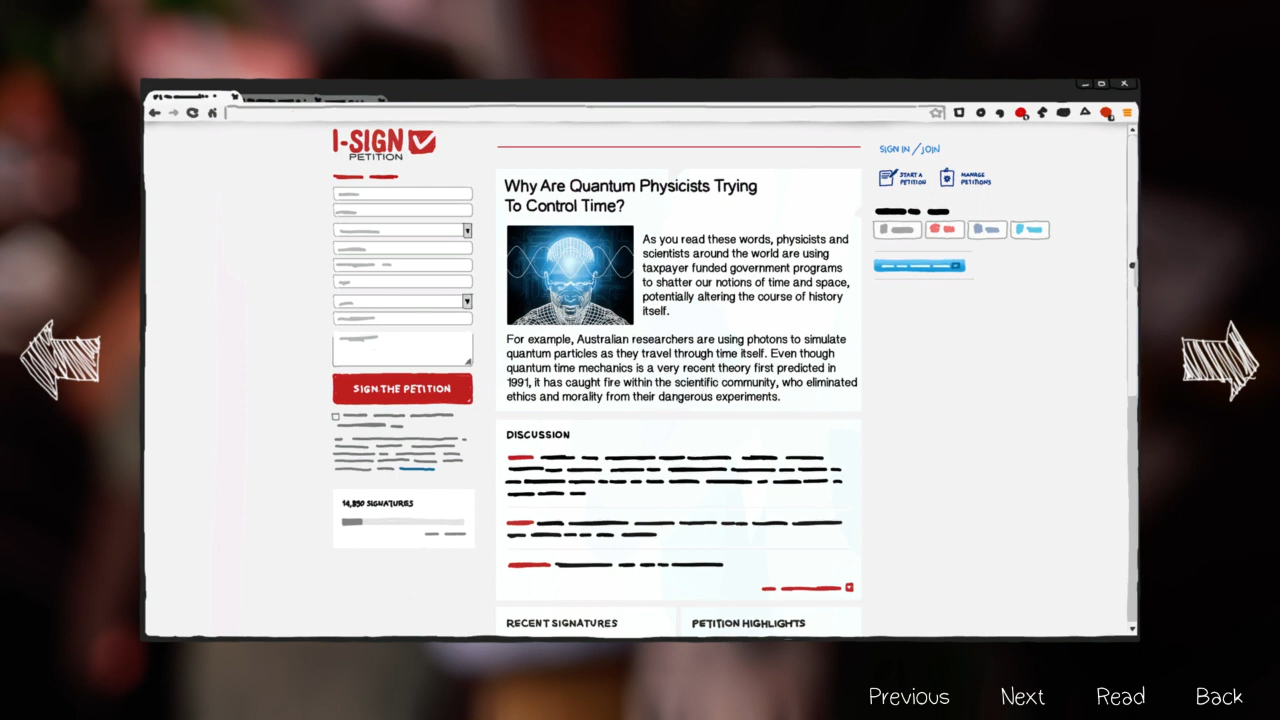 I-SIGN
PETITION
SIGN IN / JOIN
START A
PETITION
MANAGE
PETITIONS
Why Are Quantum Physicists Trying
To Control Time?
As you read these words, physicists and
scientists around the world are using
taxpayer funded government programs
to shatter our notions of time and space,
potentially altering the course of history
itself.
For example, Australian researchers are using photons to simulate
quantum particles as they travel through time itself. Even though
quantum time mechanics is a very recent theory first predicted in
1991, it has caught fire within the scientific community, who eliminated
ethics and morality from their dangerous experiments.
SIGN THE PETITION
14,890 SIGNATURES
DISCUSSION
RECENT SIGNATURES
PETITION HIGHLIGHTS
Previous
Next
Read
Back